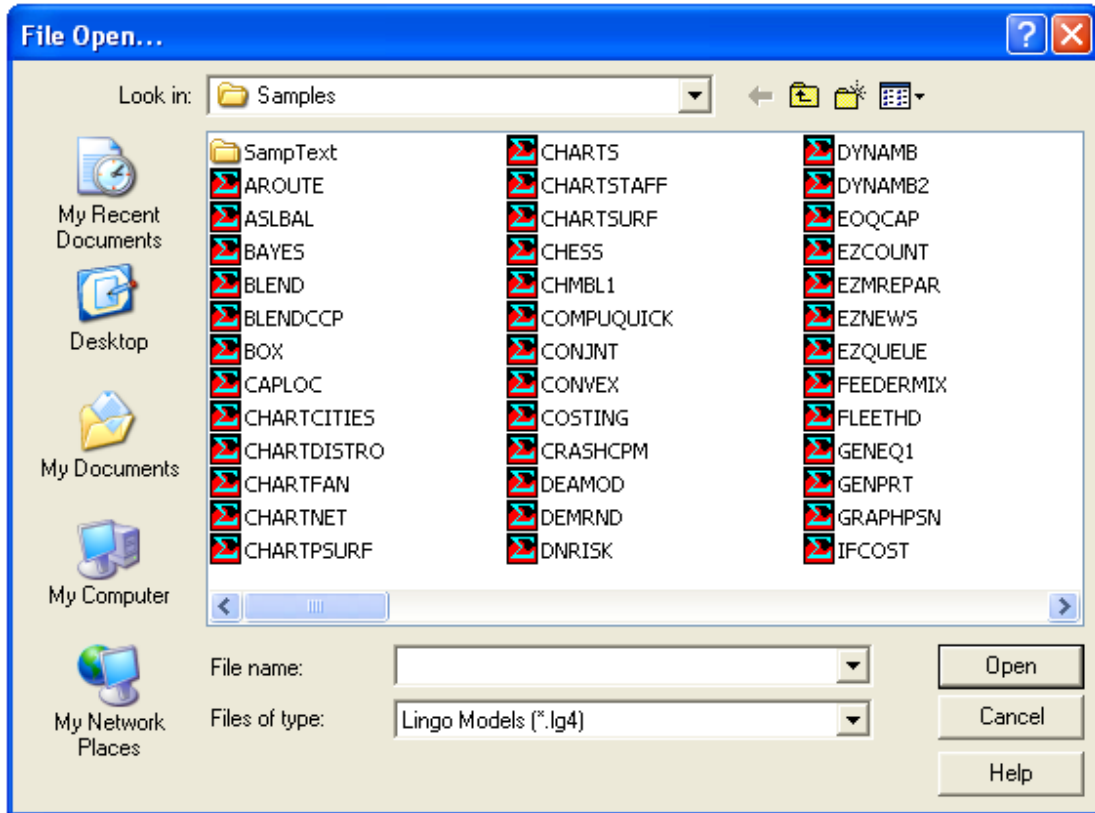 File Open...
Look in:
Samples
My Recent
Documents
Desktop
My Documents
My Computer
My Network
Places
SampText
AROUTE
ASLBAL
BAYES
BLEND
BLENDCCP
BOX
CAPLOC
CHARTCITIES
CHARTDISTRO
CHARTFAN
CHARTNET
CHARTPSURF
CHARTS
CHARTSTAFF
CHARTSURF
CHESS
CHMBL1
COMPUQUICK
CONJNT
CONVEX
COSTING
CRASHCPM
DEAMOD
DEMRND
DNRISK
DYNAMB
DYNAMB2
EOQCAP
EZCOUNT
EZMREPAR
EZNEWS
EZQUEUE
FEEDERMIX
FLEETHD
GENEQ1
GENPRT
GRAPHPSN
IFCOST
File name:
Open
Files of type:
Lingo Models (*.lg4)
Cancel
Help